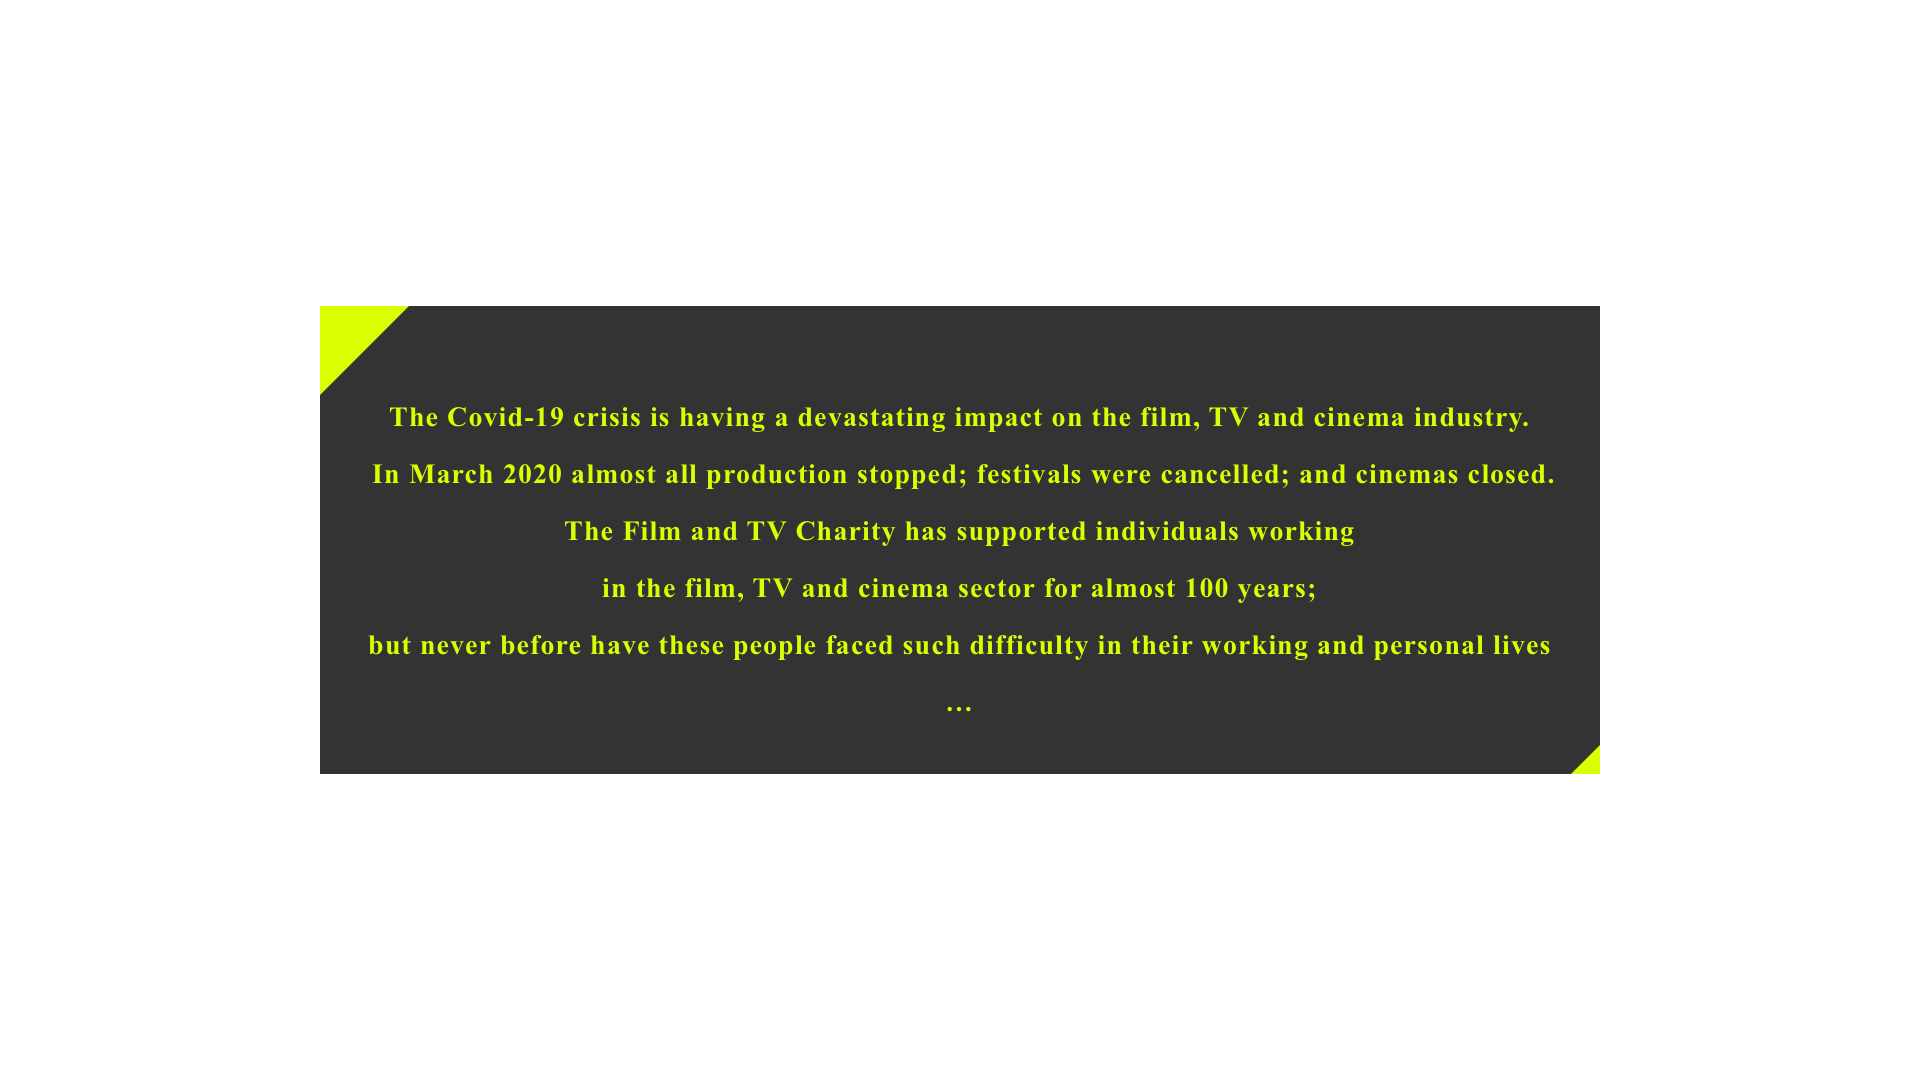 The Covid-19 crisis is having a devastating impact on the film, TV and cinema industry.
In March 2020 almost all production stopped; festivals were cancelled; and cinemas closed.
The Film and TV Charity has supported individuals working
in the film, TV and cinema sector for almost 100 years;
but never before have these people faced such difficulty in their working and personal lives
...